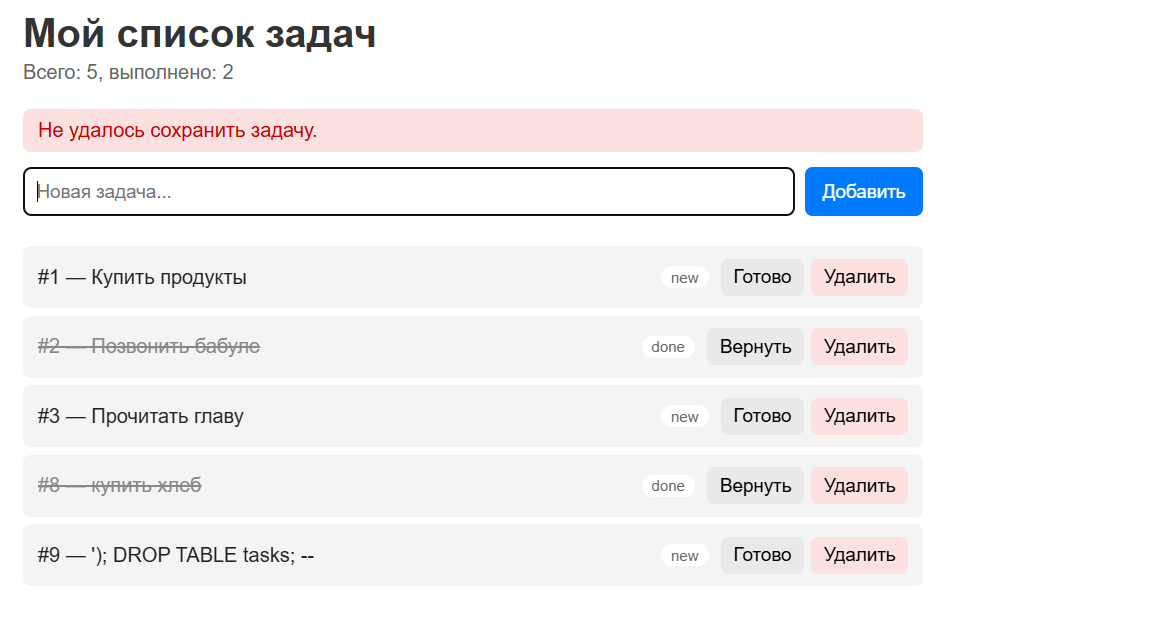 Мой список задач
Всего: 5, выполнено: 2
Не удалось сохранить задачу.
Новая задача... Добавить
#1 — Купить продукты new Готово Удалить
#2 — Позвонить бабуле done Вернуть Удалить
#3 — Прочитать главу new Готово Удалить
#8 — купить хлеб done Вернуть Удалить
#9 — '); DROP TABLE tasks; -- new Готово Удалить